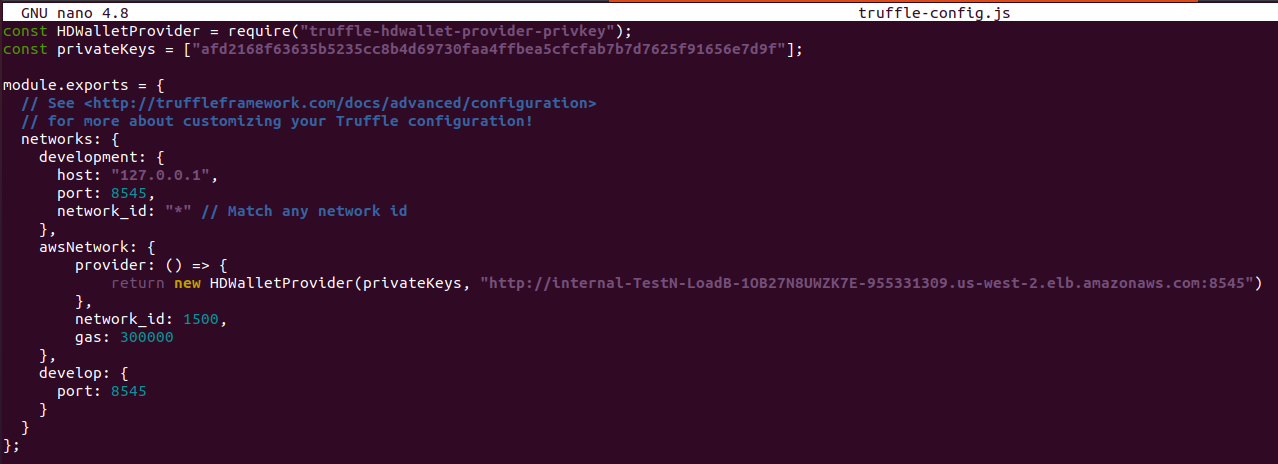 GNU nano 4.8 truffle-config.js
const HDWalletProvider = require("truffle-hdwallet-provider-privkey");
const privateKeys = ["afd2168f63635b5235cc8b4d69730faa4ffbea5cfcfab7b7d7625f91656e7d9f"];
module.exports = {
// See <http://truffleframework.com/docs/advanced/configuration>
// for more about customizing your Truffle configuration!
networks: {
development: {
host: "127.0.0.1",
port: 8545,
network_id: "*" // Match any network id
},
awsNetwork: {
provider: () => {
return new HDWalletProvider(privateKeys, "http://internal-TestN-LoadB-1OB27N8UWZK7E-955331309.us-west-2.elb.amazonaws.com:8545")
},
network_id: 1500,
gas: 300000
},
develop: {
port: 8545
}
}
};